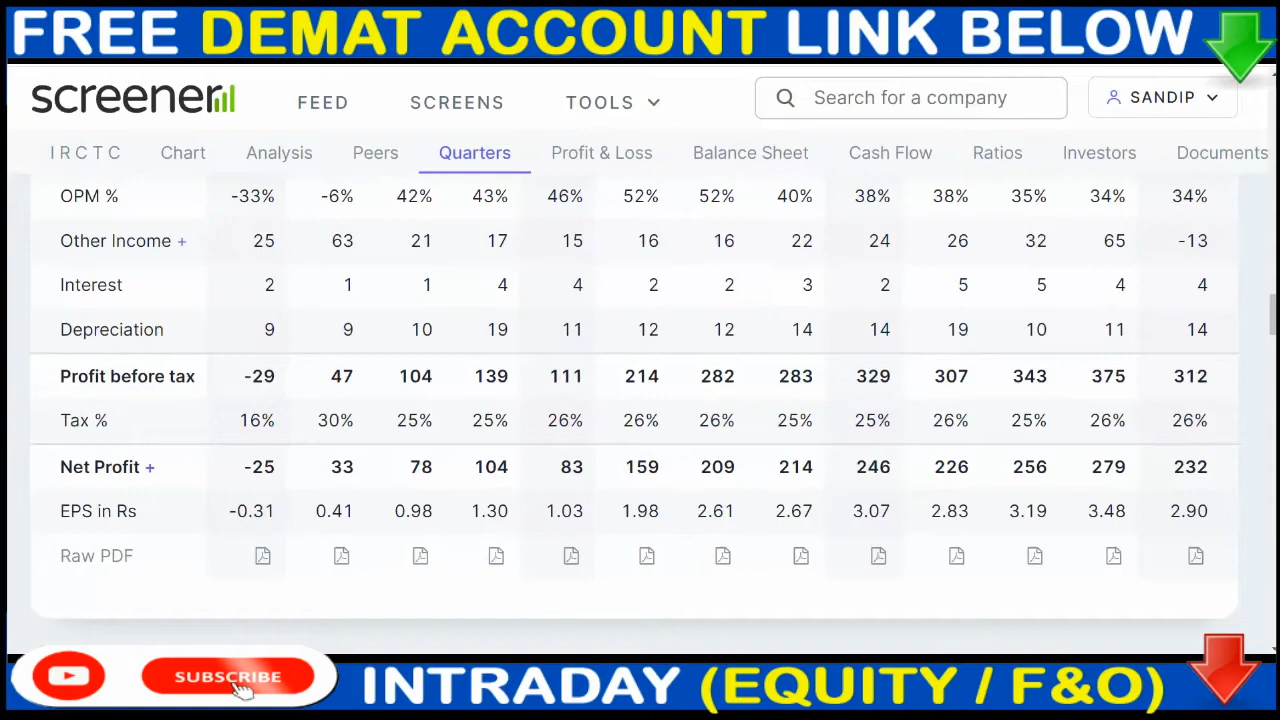 FREE DEMAT ACCOUNT LINK BELOW
screener FEED SCREENS TOOLS Search for a company SANDIP
I R C T C Chart Analysis Peers Quarters Profit & Loss Balance Sheet Cash Flow Ratios Investors Documents
OPM % -33% -6% 42% 43% 46% 52% 52% 40% 38% 38% 35% 34% 34%
Other Income + 25 63 21 17 15 16 16 22 24 26 32 65 -13
Interest 2 1 1 4 4 2 2 3 2 5 5 4 4
Depreciation 9 9 10 19 11 12 12 14 14 19 10 11 14
Profit before tax -29 47 104 139 111 214 282 283 329 307 343 375 312
Tax % 16% 30% 25% 25% 26% 26% 26% 25% 25% 26% 25% 26% 26%
Net Profit + -25 33 78 104 83 159 209 214 246 226 256 279 232
EPS in Rs -0.31 0.41 0.98 1.30 1.03 1.98 2.61 2.67 3.07 2.83 3.19 3.48 2.90
Raw PDF
SUBSCRIBE INTRADAY (EQUITY / F&O)